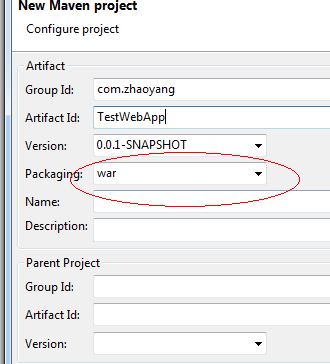 New Maven project
Configure project
Artifact
Group Id: com.zhaoyang
Artifact Id: TestWebApp
Version: 0.0.1-SNAPSHOT
Packaging: war
Name:
Description:
Parent Project
Group Id:
Artifact Id:
Version: